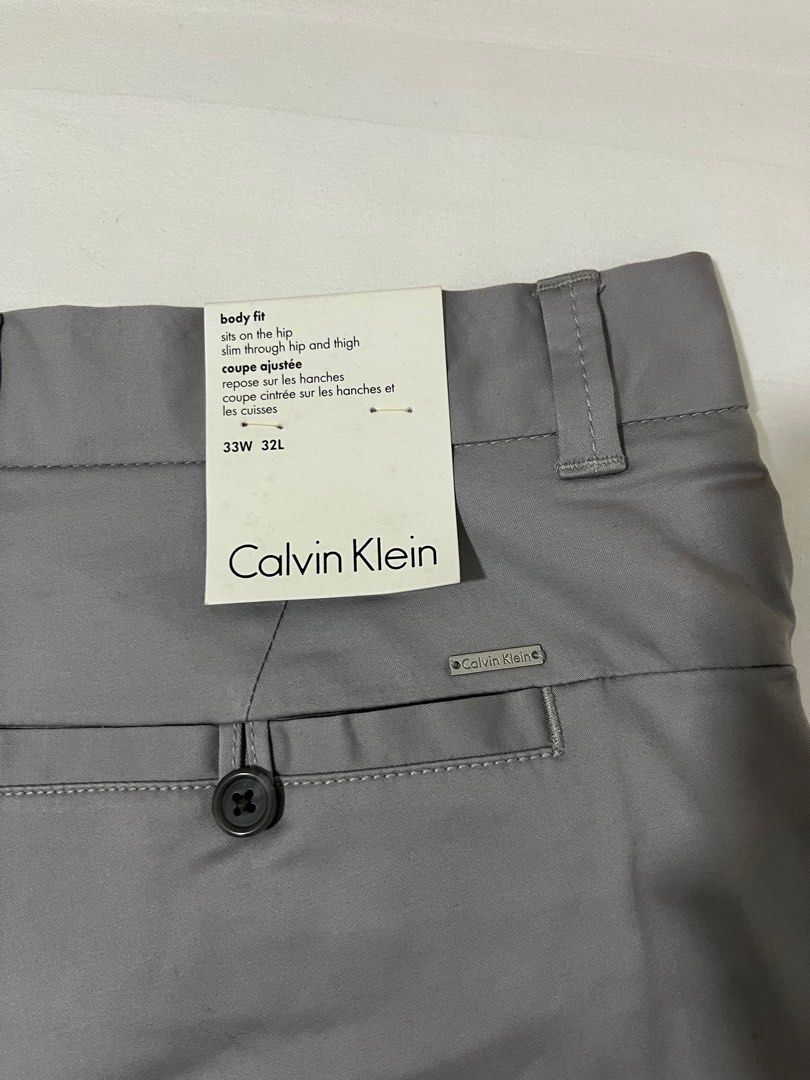 body fit
sits on the hip
slim through hip and thigh
coupe ajustée
repose sur les hanches
coupe cintrée sur les hanches et
les cuisses
33W 32L
Calvin Klein
Calvin Klein